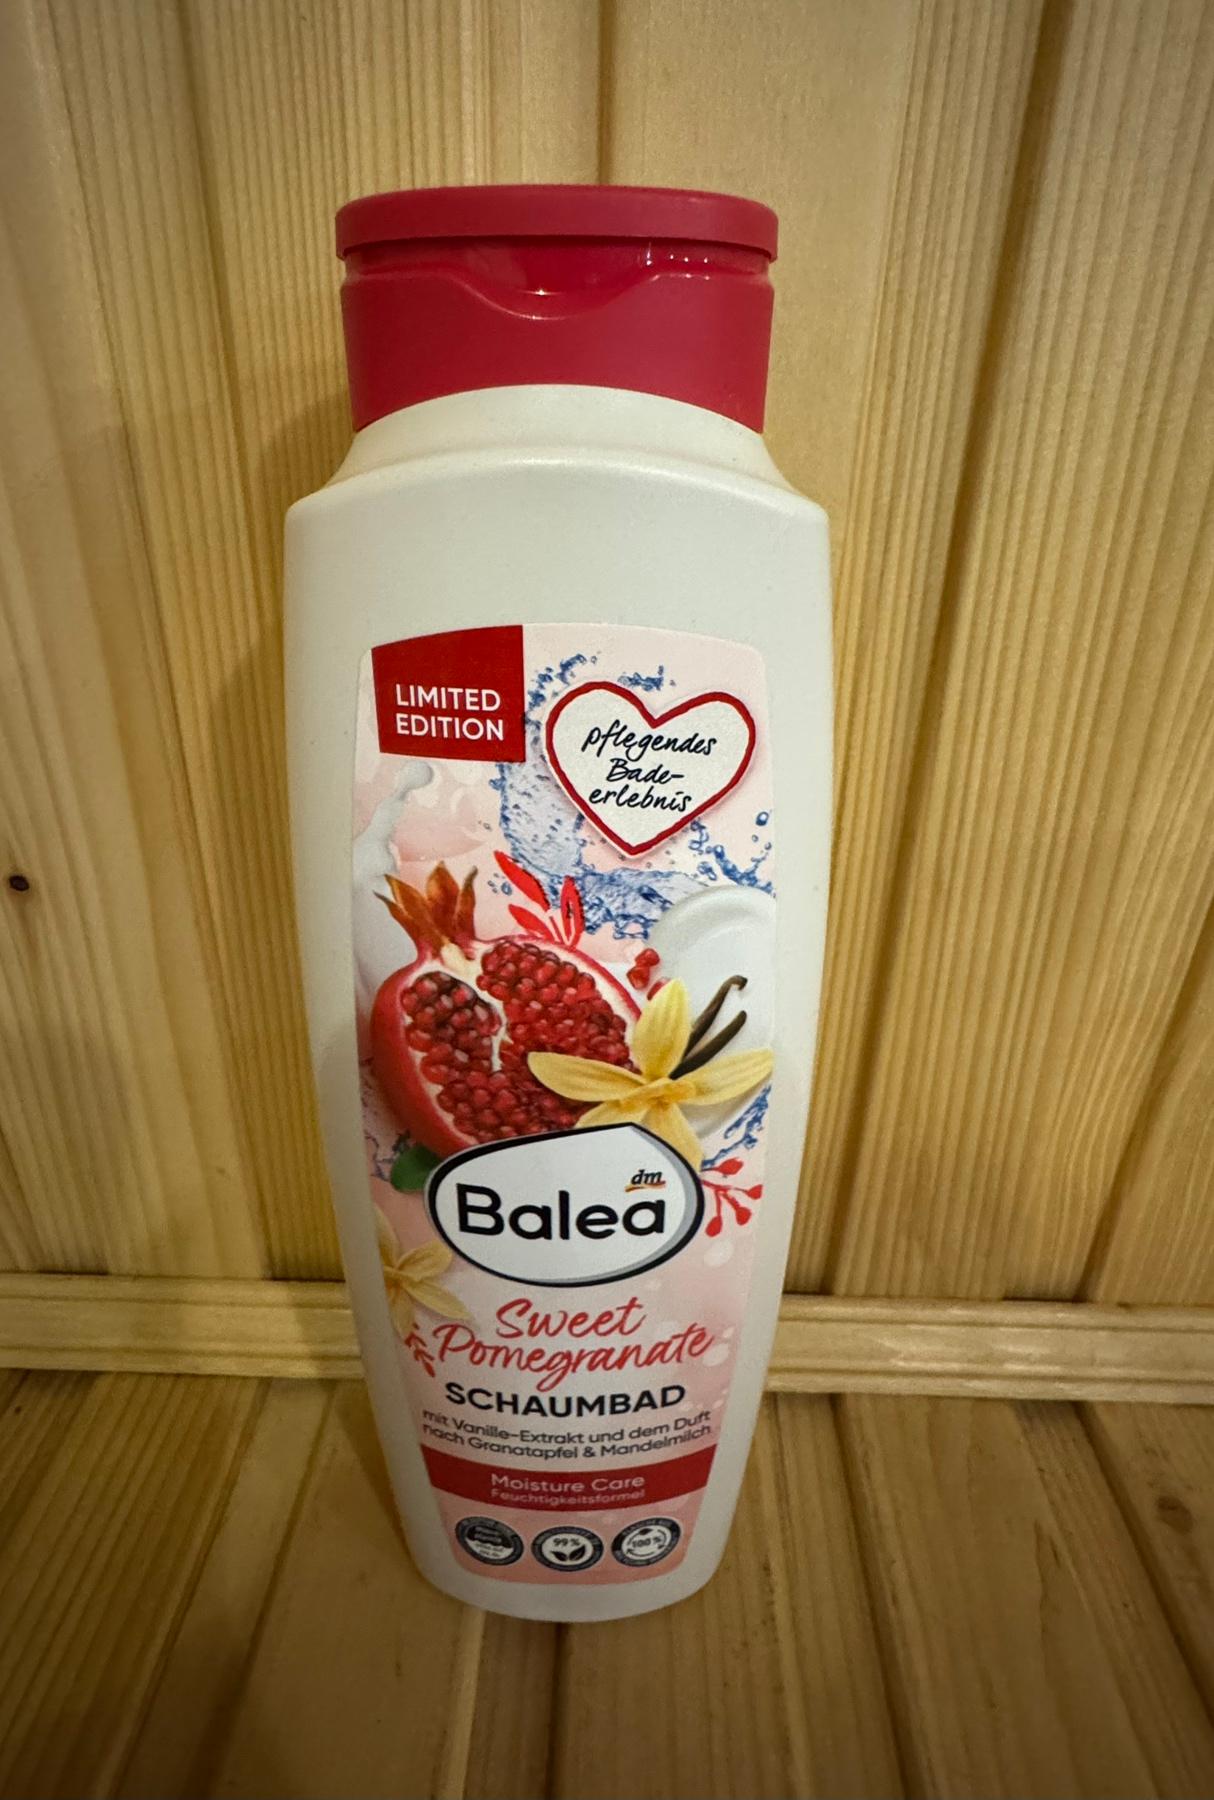 LIMITED
EDITION
pflegendes
Bade-
erlebnis
dm
Balea
Sweet
Pomegranate
SCHAUMBAD
mit Vanille-Extrakt und dem Duft
nach Granatapfel & Mandelmilch
Moisture Care
Feuchtigkeitsformel
99%
100%